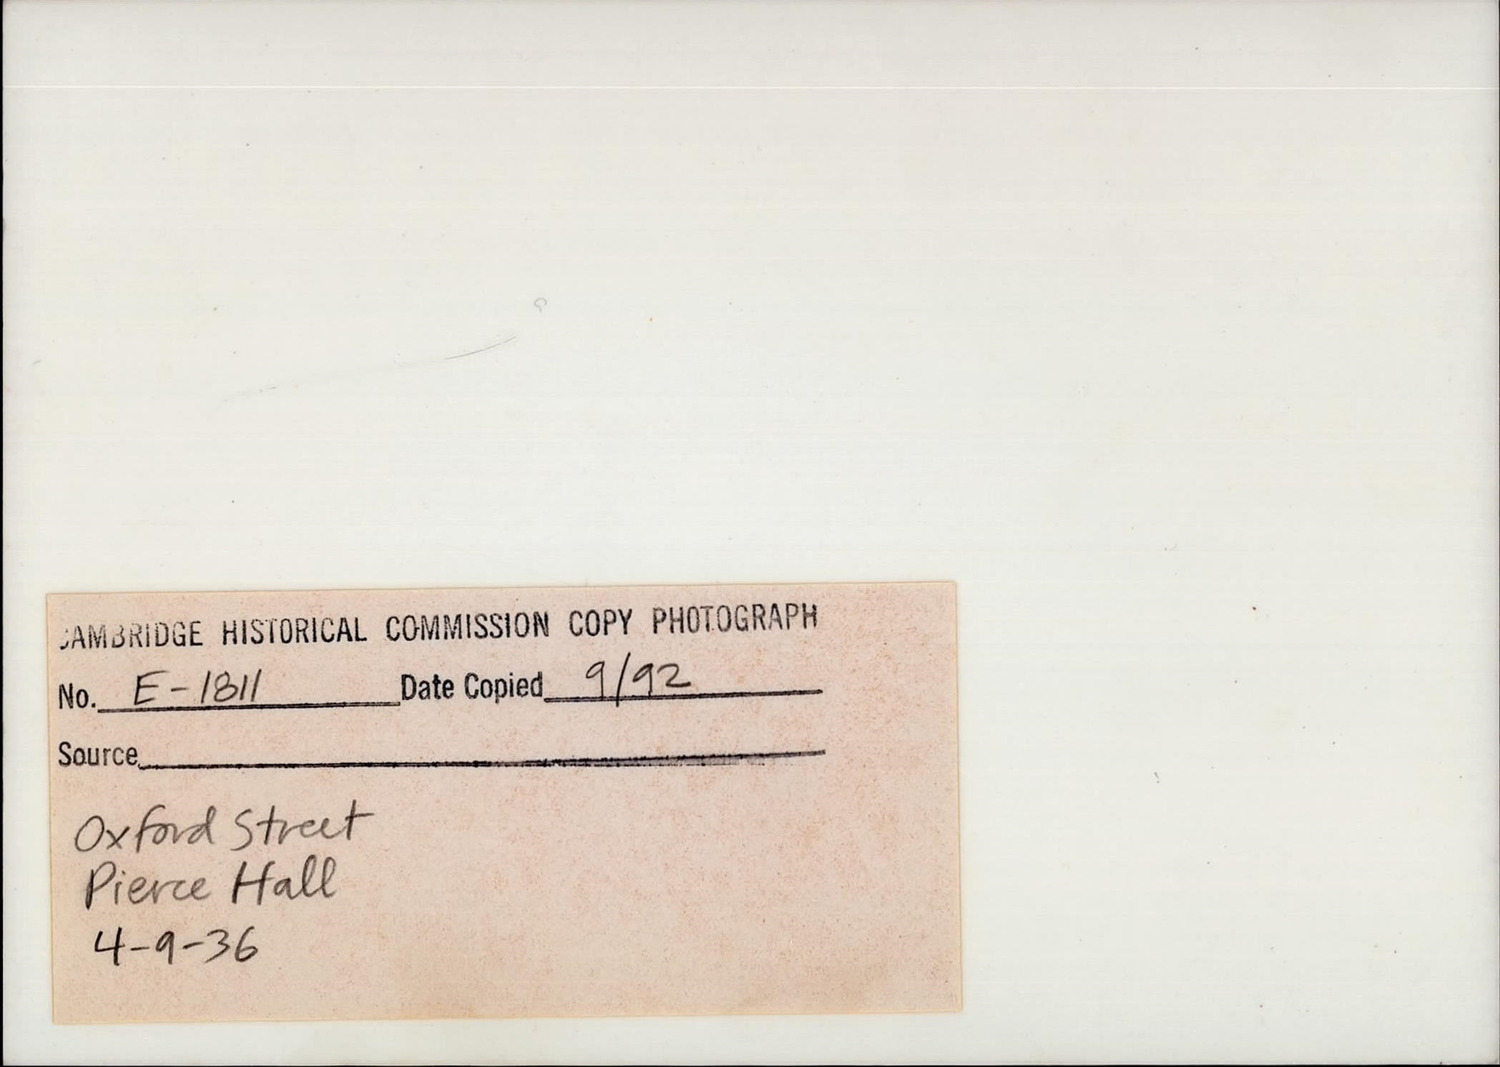 CAMBRIDGE HISTORICAL COMMISSION COPY PHOTOGRAPH
No. E-1811 Date Copied 9/92
Source
Oxford Street
Pierce Hall
4-9-36